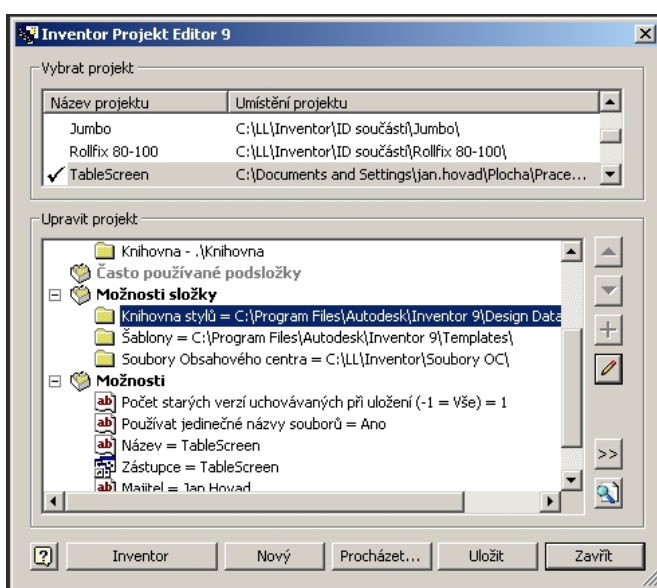 Inventor Projekt Editor 9
Vybrat projekt
Název projektu Umístění projektu
Jumbo C:\LL\Inventor\ID součástí\Jumbo\
Rollfix 80-100 C:\LL\Inventor\ID součástí\Rollfix 80-100\
TableScreen C:\Documents and Settings\jan.hovad\Plocha\Prace...
Upravit projekt
Knihovna - .\Knihovna
Často používané podsložky
Možnosti složky
Knihovna stylů = C:\Program Files\Autodesk\Inventor 9\Design Data
Šablony = C:\Program Files\Autodesk\Inventor 9\Templates\
Soubory Obsahového centra = C:\LL\Inventor\Soubory OC\
Možnosti
ab Počet starých verzí uchovávaných při uložení (-1 = Vše) = 1
ab Používat jedinečné názvy souborů = Ano
ab Název = TableScreen
Zástupce = TableScreen
ab Majitel = Jan Hovad
>>
Inventor Nový Procházet... Uložit Zavřít